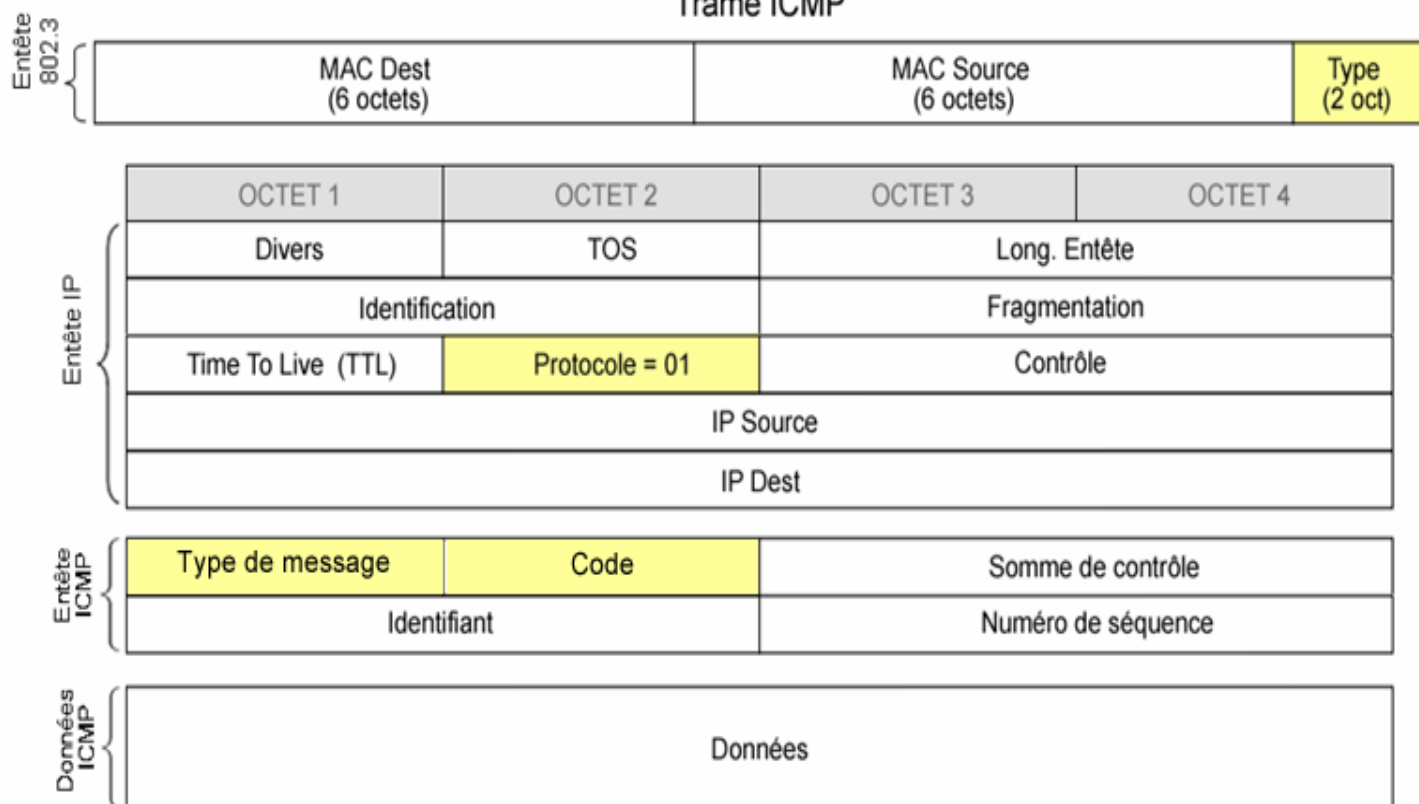 Trame ICMP
Entête
802.3
MAC Dest
(6 octets)
MAC Source
(6 octets)
Type
(2 oct)
OCTET 1
OCTET 2
OCTET 3
OCTET 4
Entête IP
Divers
TOS
Long. Entête
Identification
Fragmentation
Time To Live (TTL)
Protocole = 01
Contrôle
IP Source
IP Dest
Entête
ICMP
Type de message
Code
Somme de contrôle
Identifiant
Numéro de séquence
Données
ICMP
Données